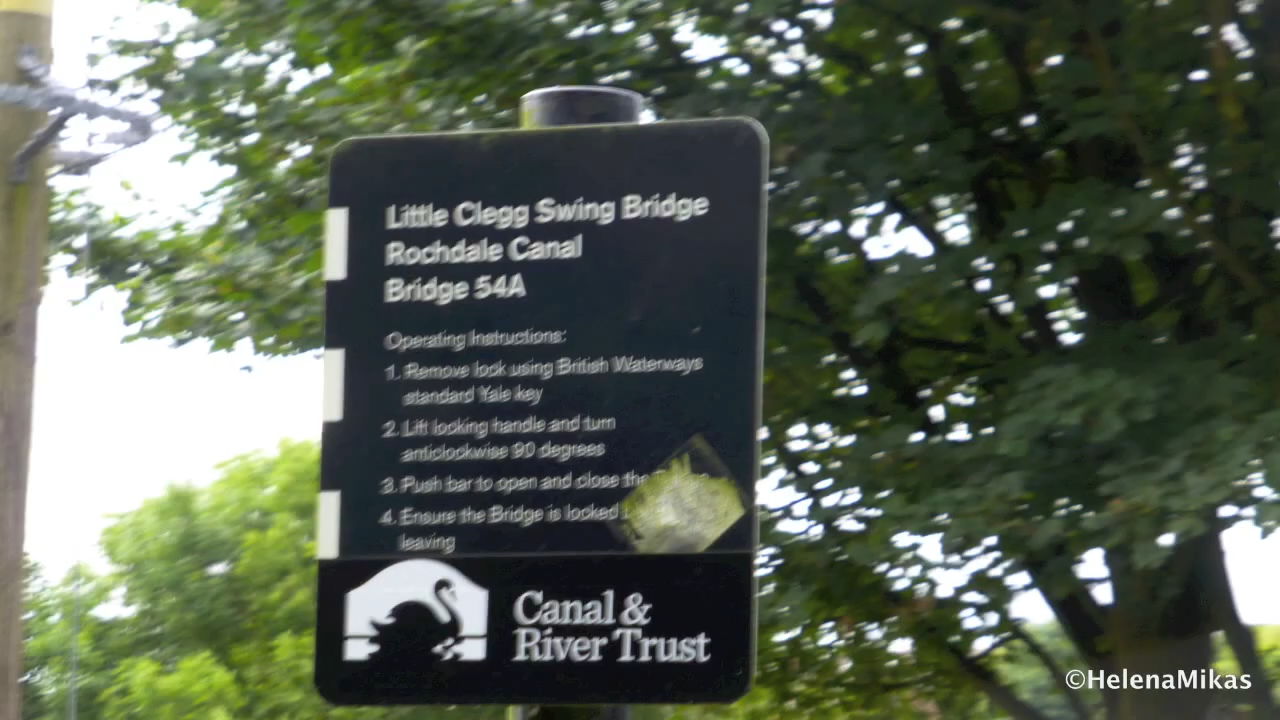 Little Clegg Swing Bridge
Rochdale Canal
Bridge 54A
Operating Instructions:
1. Remove lock using British Waterways
standard Yale key
2. Lift locking handle and turn
anticlockwise 90 degrees
3. Push bar to open and close the
4. Ensure the Bridge is locked
leaving
Canal &
River Trust
©HelenaMikas